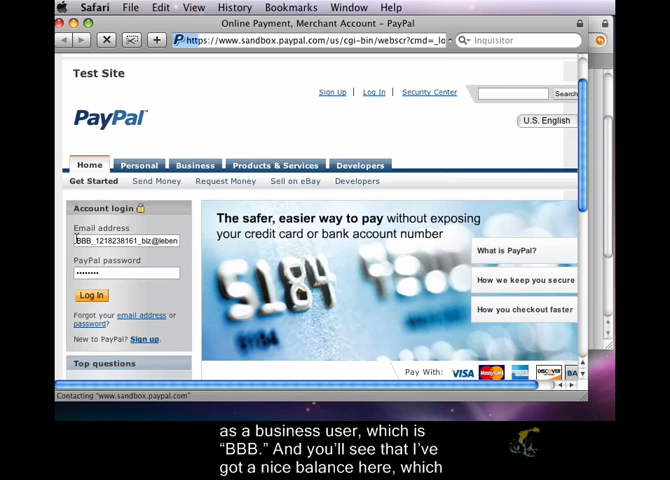 Safari File Edit View History Bookmarks Window Help
Online Payment, Merchant Account - PayPal
https://www.sandbox.paypal.com/us/cgi-bin/webscr?cmd=_lo
Inquisitor
Test Site
Sign Up Log In Security Center
Search
PayPal
U.S. English
Home Personal Business Products & Services Developers
Get Started Send Money Request Money Sell on eBay Developers
Account login
Email address
BBB_1218238161_biz@leben
PayPal password
••••••••
Log In
Forgot your email address or
password?
New to PayPal? Sign up.
Top questions
The safer, easier way to pay without exposing
your credit card or bank account number
5184
5184
What is PayPal?
How we keep you secure
How you checkout faster
Pay With: VISA MasterCard DISCOVER BA
Contacting "www.sandbox.paypal.com"
as a business user, which is
“BBB.” And you’ll see that I’ve
got a nice balance here, which